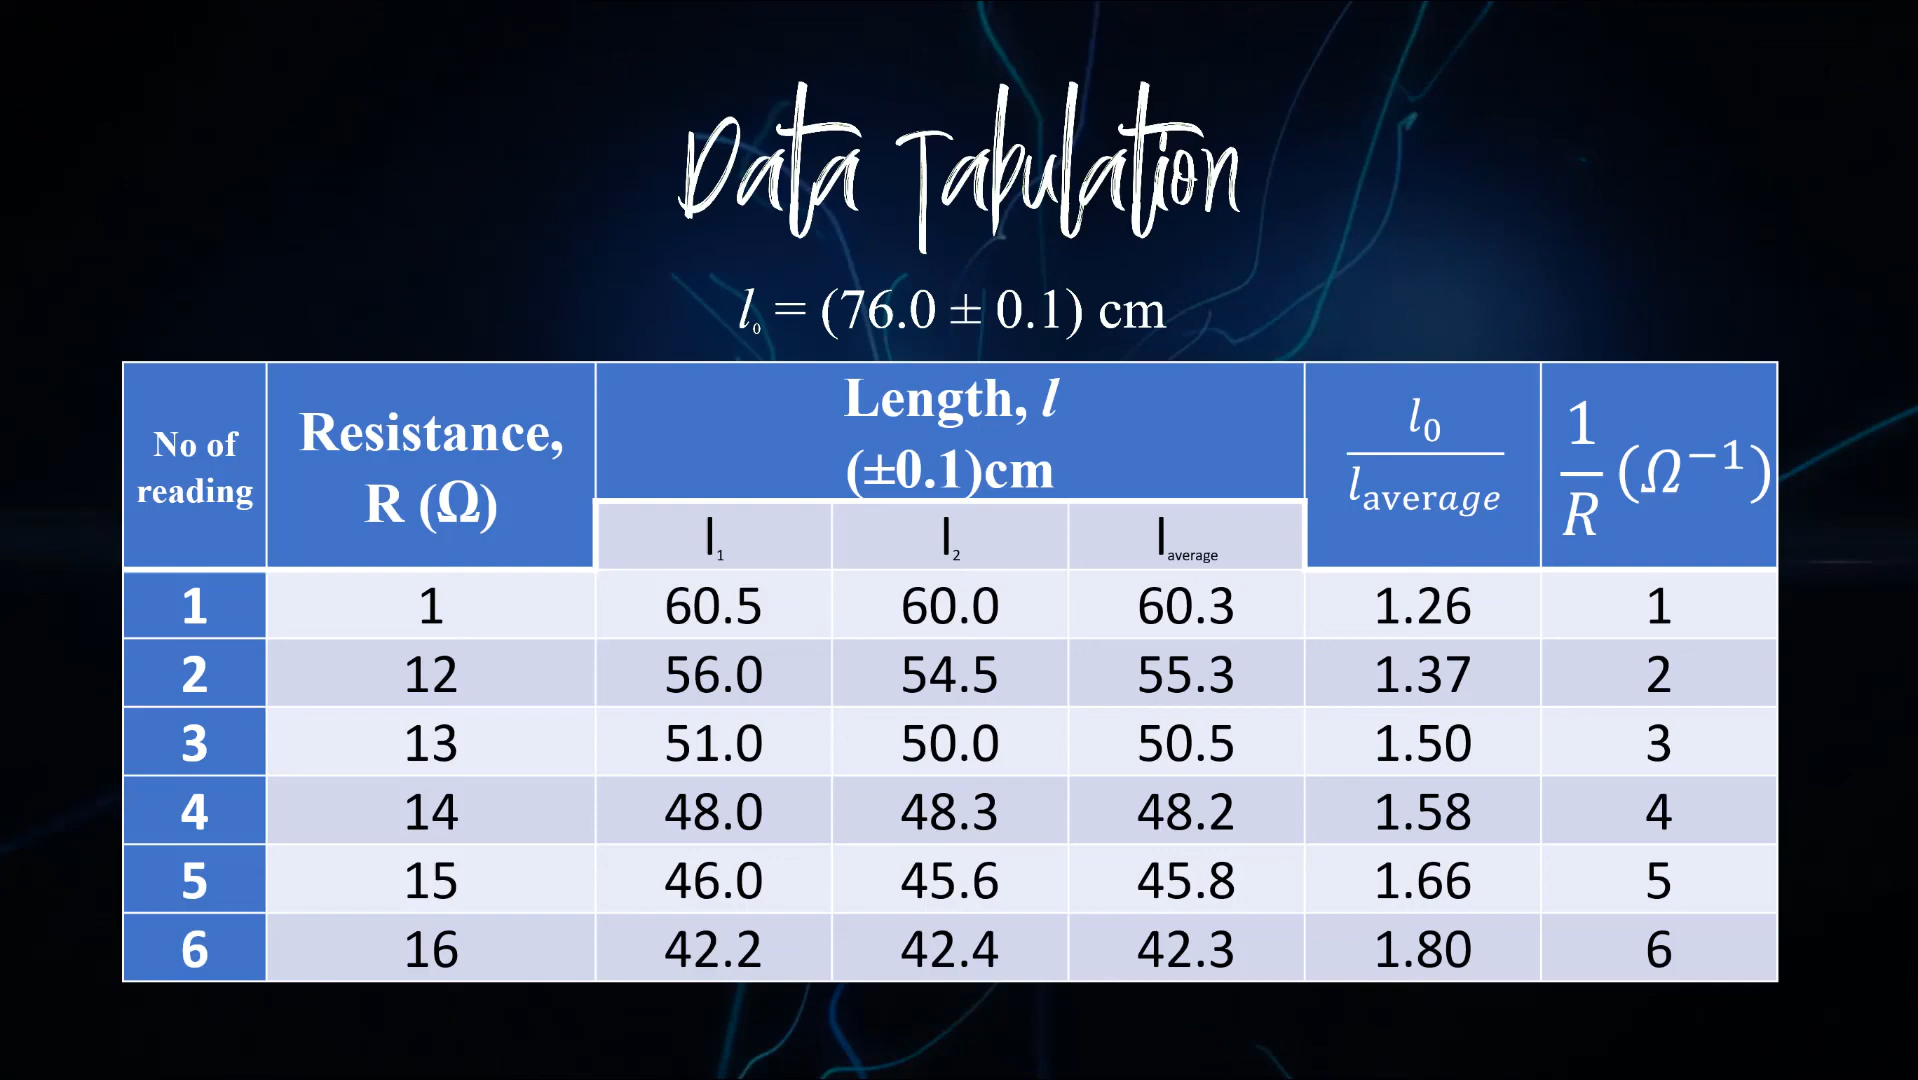 Data Tabulation
l₀ = (76.0 ± 0.1) cm
No of reading Resistance, R (Ω) Length, l (±0.1)cm l₀/l_average 1/R (Ω⁻¹)
l₁ l₂ l_average
1 1 60.5 60.0 60.3 1.26 1
2 12 56.0 54.5 55.3 1.37 2
3 13 51.0 50.0 50.5 1.50 3
4 14 48.0 48.3 48.2 1.58 4
5 15 46.0 45.6 45.8 1.66 5
6 16 42.2 42.4 42.3 1.80 6